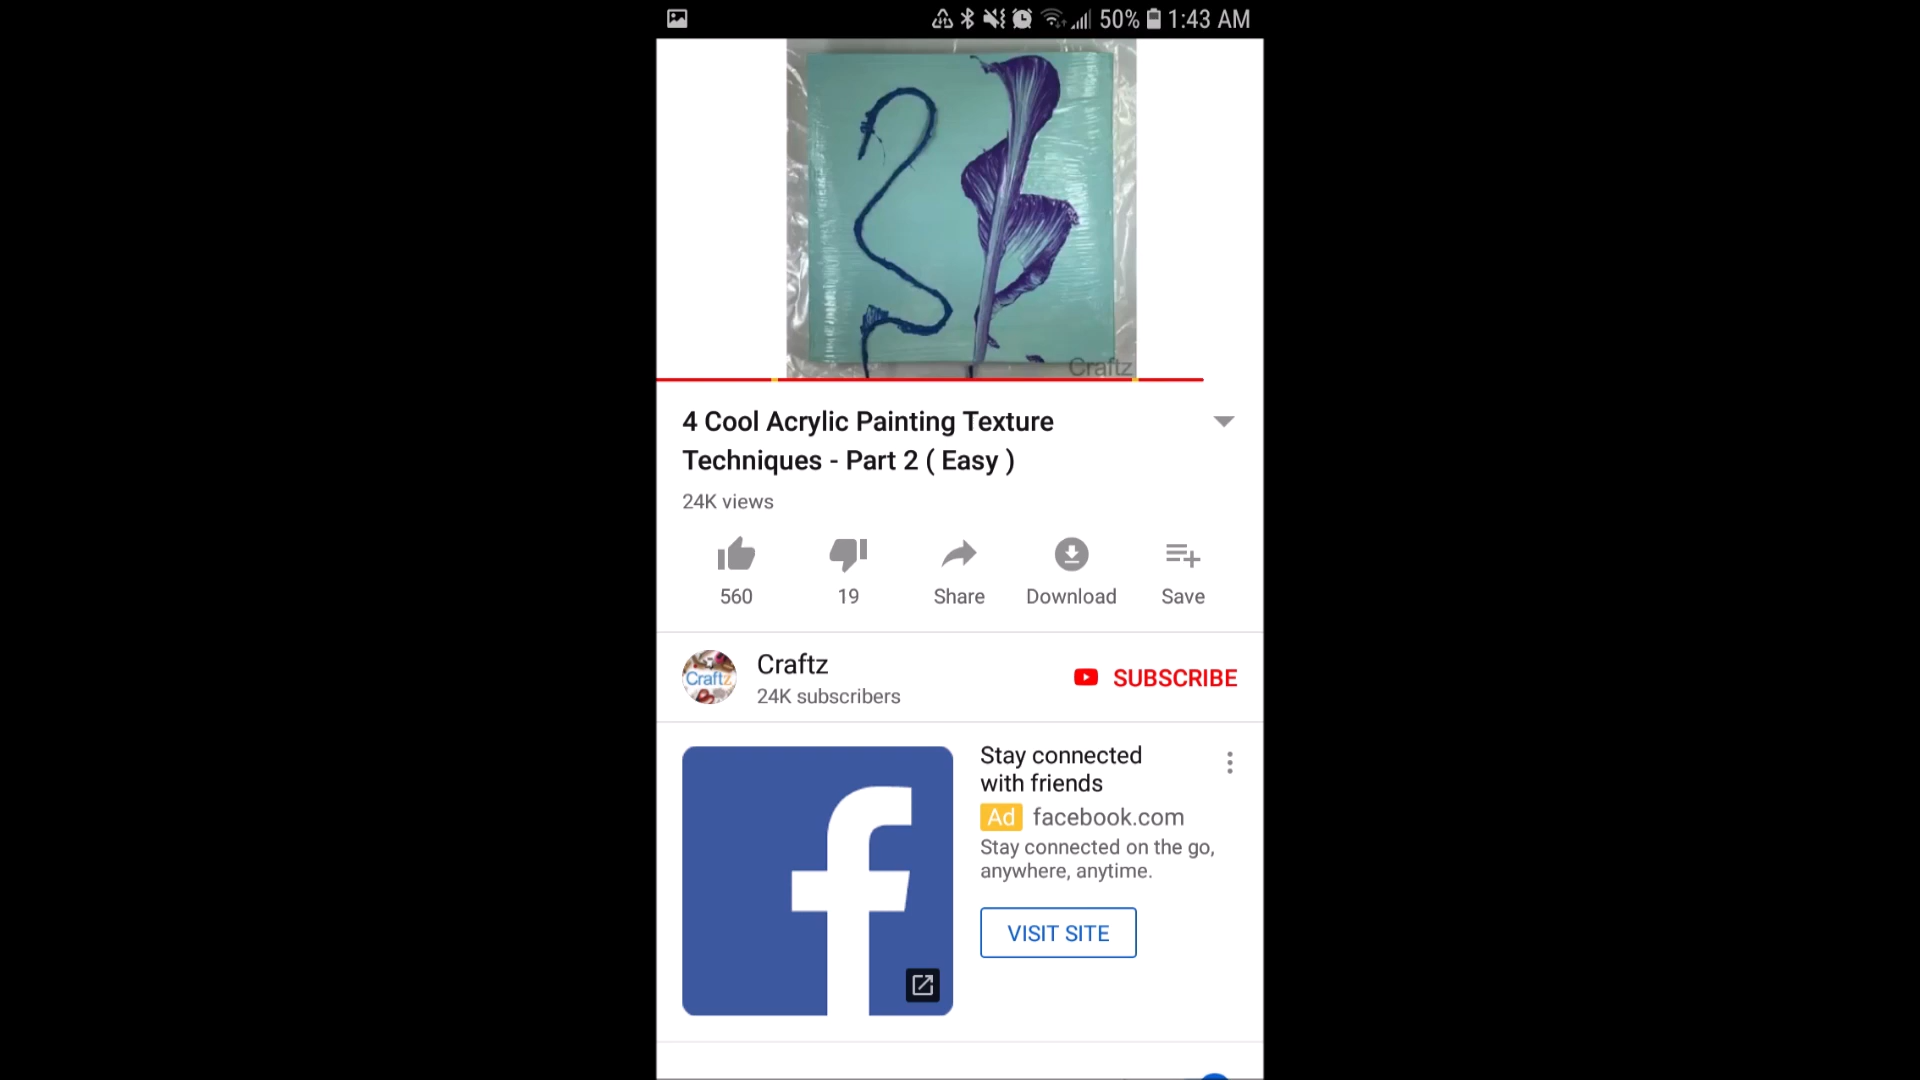 50% 1:43 AM
Craftz
4 Cool Acrylic Painting Texture
Techniques - Part 2 ( Easy )
24K views
560 19 Share Download Save
Craftz
Craftz
24K subscribers
SUBSCRIBE
Stay connected
with friends
Ad facebook.com
Stay connected on the go,
anywhere, anytime.
VISIT SITE